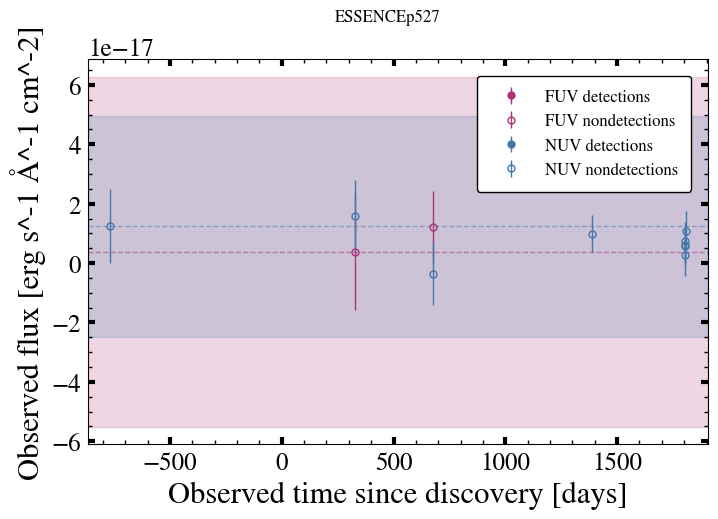 ESSENCEp527
1e−17
Observed flux [erg s^-1 Å^-1 cm^-2]
6
4
2
0
−2
−4
−6
FUV detections
FUV nondetections
NUV detections
NUV nondetections
−500 0 500 1000 1500
Observed time since discovery [days]